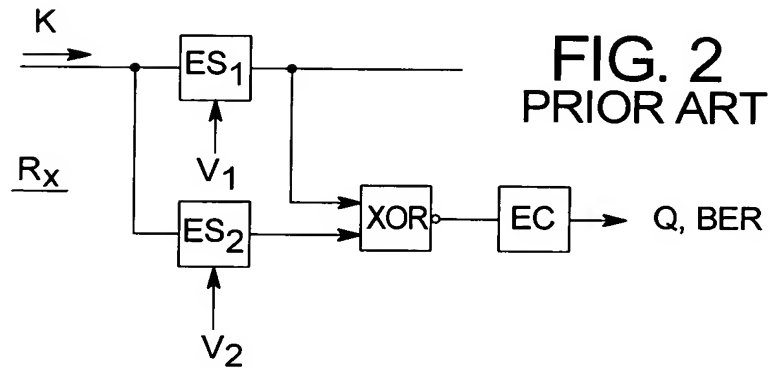 K
FIG. 2
PRIOR ART
ES1
V1
Rx
ES2
XOR
EC
Q, BER
V2